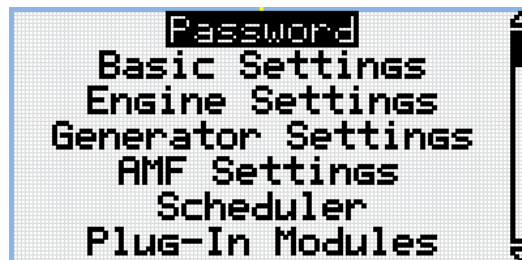 Password
Basic Settings
Engine Settings
Generator Settings
AMF Settings
Scheduler
Plug-In Modules